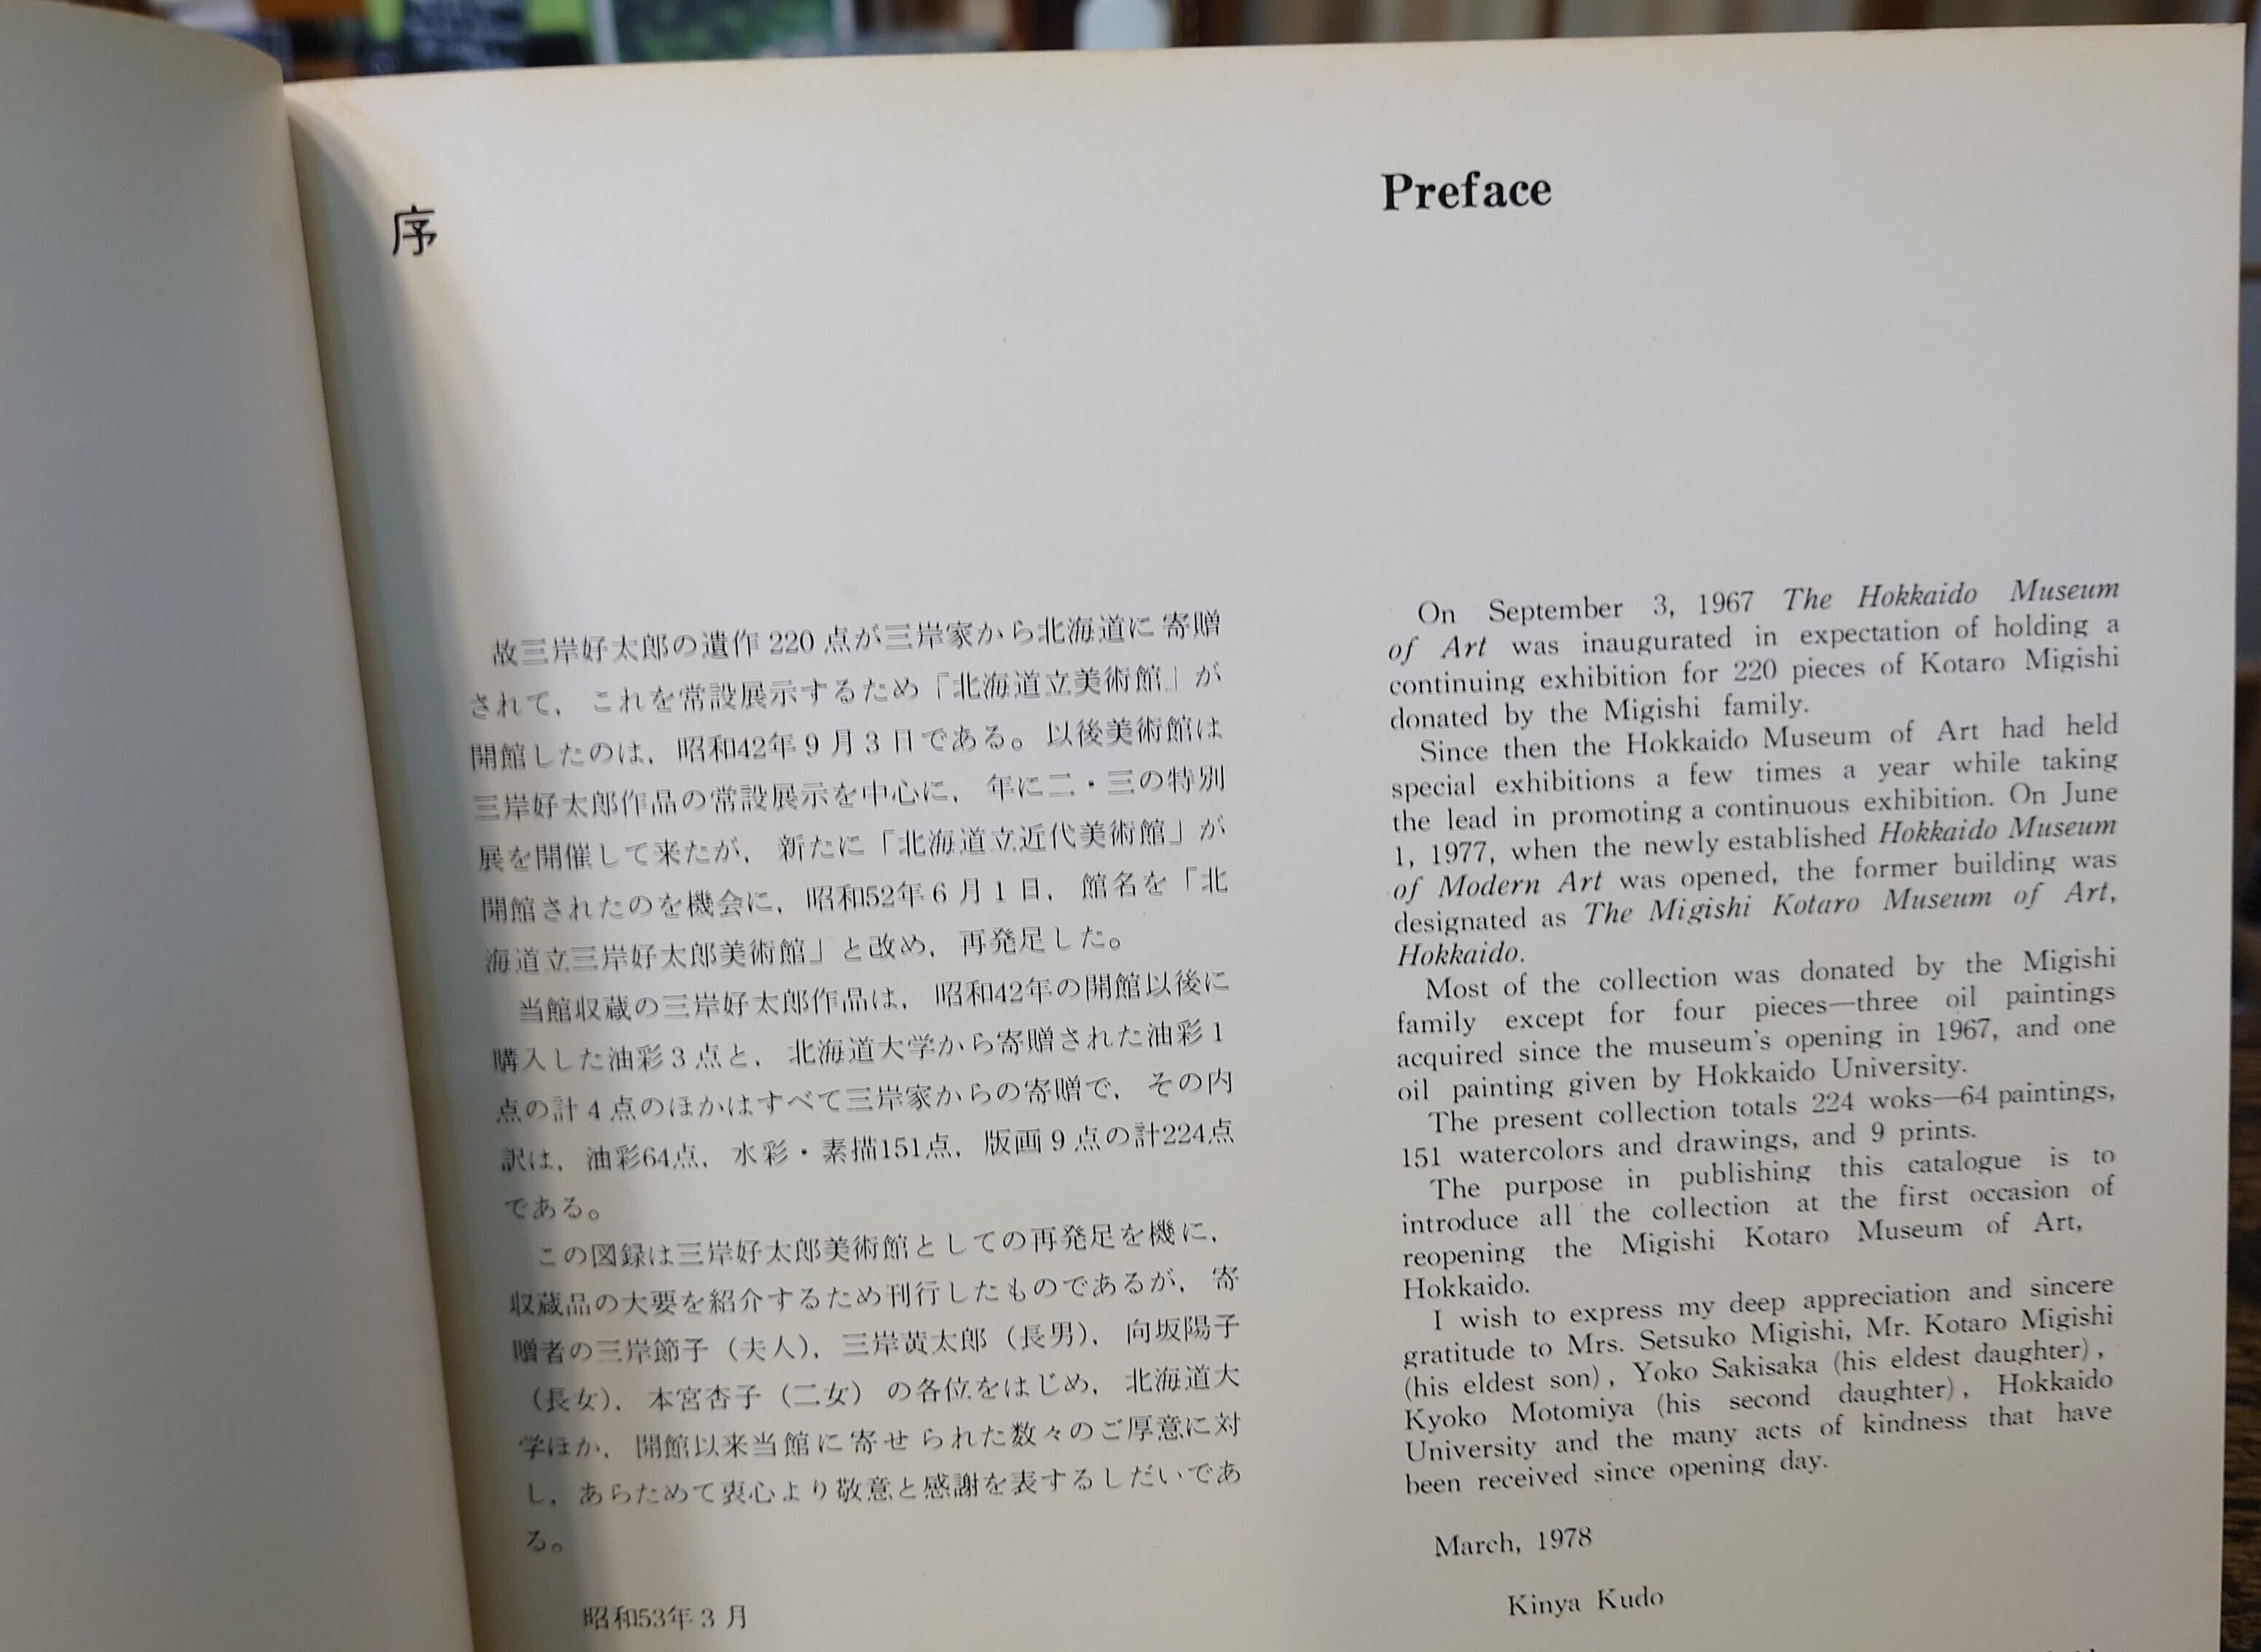 序
故三岸好太郎の遺作220点が三岸家から北海道に寄贈
されて，これを常設展示するため「北海道立美術館」が
開館したのは，昭和42年9月3日である。以後美術館は
三岸好太郎作品の常設展示を中心に，年に二・三の特別
展を開催して来たが，新たに「北海道立近代美術館」が
開館されたのを機会に，昭和52年6月1日，館名を「北
海道立三岸好太郎美術館」と改め，再発足した。
当館収蔵の三岸好太郎作品は，昭和42年の開館以後に
購入した油彩3点と，北海道大学から寄贈された油彩1
点の計4点のほかはすべて三岸家からの寄贈で，その内
訳は，油彩64点，水彩・素描151点，版画9点の計224点
である。
この図録は三岸好太郎美術館としての再発足を機に，
収蔵品の大要を紹介するため刊行したものであるが，寄
贈者の三岸節子（夫人），三岸黄太郎（長男），向坂陽子
（長女），本宮杏子（二女）の各位をはじめ，北海道大
学ほか，開館以来当館に寄せられた数々のご厚意に対
し，あらためて衷心より敬意と感謝を表するしだいであ
る。
昭和53年3月
Preface
On September 3, 1967 The Hokkaido Museum
of Art was inaugurated in expectation of holding a
continuing exhibition for 220 pieces of Kotaro Migishi
donated by the Migishi family.
Since then the Hokkaido Museum of Art had held
special exhibitions a few times a year while taking
the lead in promoting a continuous exhibition. On June
1, 1977, when the newly established Hokkaido Museum
of Modern Art was opened, the former building was
designated as The Migishi Kotaro Museum of Art,
Hokkaido.
Most of the collection was donated by the Migishi
family except for four pieces—three oil paintings
acquired since the museum's opening in 1967, and one
oil painting given by Hokkaido University.
The present collection totals 224 woks—64 paintings,
151 watercolors and drawings, and 9 prints.
The purpose in publishing this catalogue is to
introduce all the collection at the first occasion of
reopening the Migishi Kotaro Museum of Art,
Hokkaido.
I wish to express my deep appreciation and sincere
gratitude to Mrs. Setsuko Migishi, Mr. Kotaro Migishi
(his eldest son), Yoko Sakisaka (his eldest daughter),
Kyoko Motomiya (his second daughter), Hokkaido
University and the many acts of kindness that have
been received since opening day.
March, 1978
Kinya Kudo